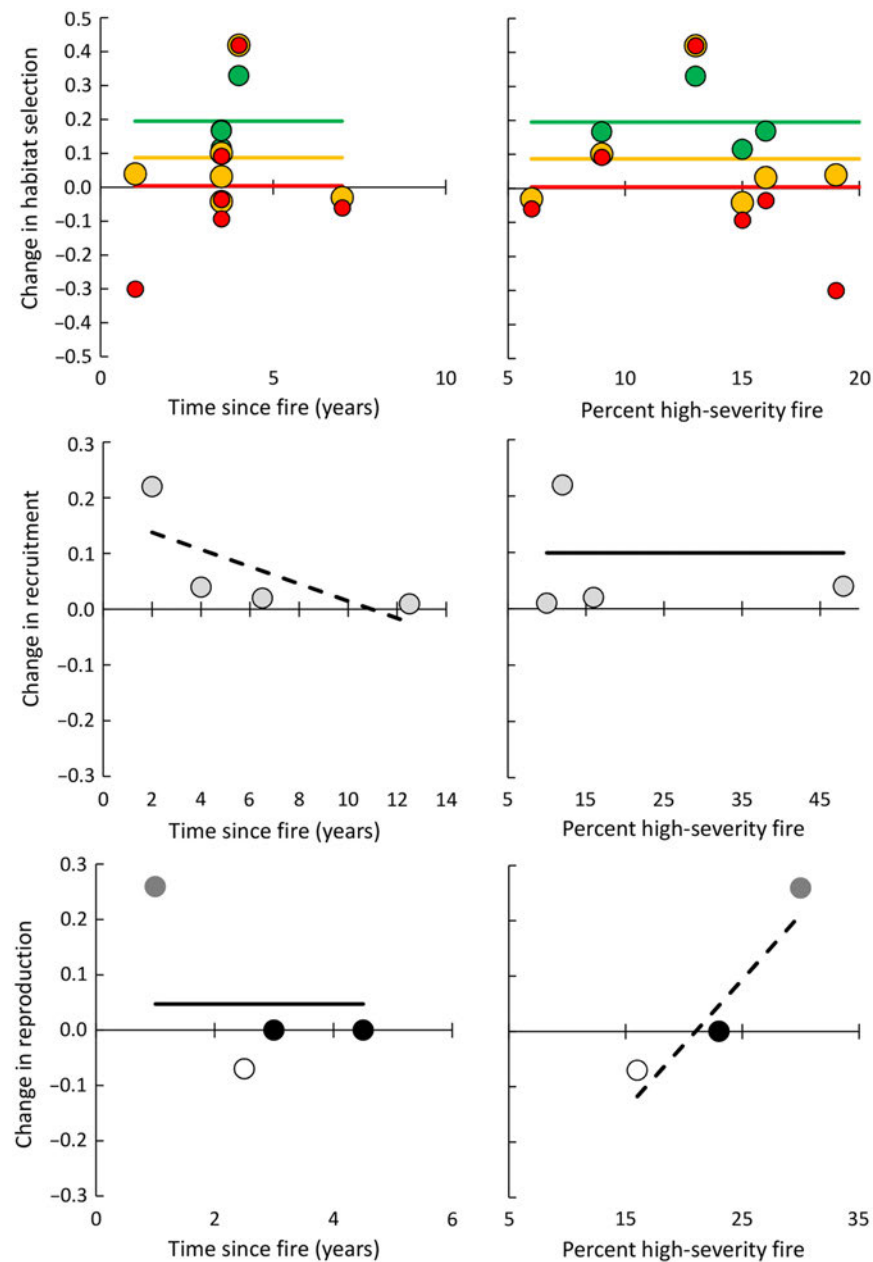 0.5
0.4
0.3
0.2
0.1
0.0
−0.1
−0.2
−0.3
−0.4
−0.5
Change in habitat selection
0 5 10
Time since fire (years)
5 10 15 20
Percent high-severity fire
0.3
0.2
0.1
0.0
−0.1
−0.2
−0.3
Change in recruitment
0 2 4 6 8 10 12 14
Time since fire (years)
5 15 25 35 45
Percent high-severity fire
0.3
0.2
0.1
0.0
−0.1
−0.2
−0.3
Change in reproduction
0 2 4 6
Time since fire (years)
5 15 25 35
Percent high-severity fire